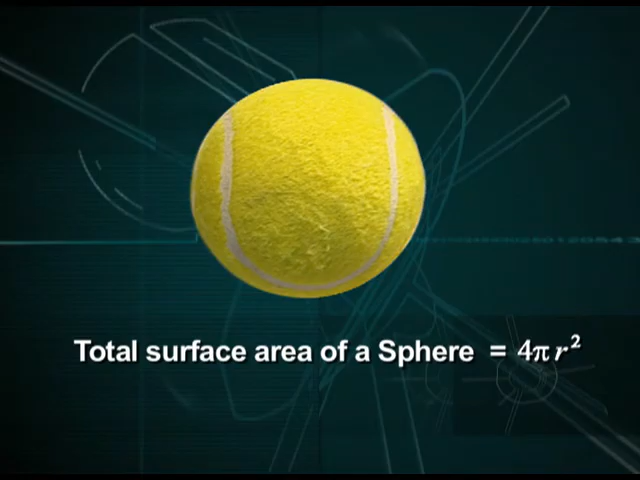 Total surface area of a Sphere = 4πr²